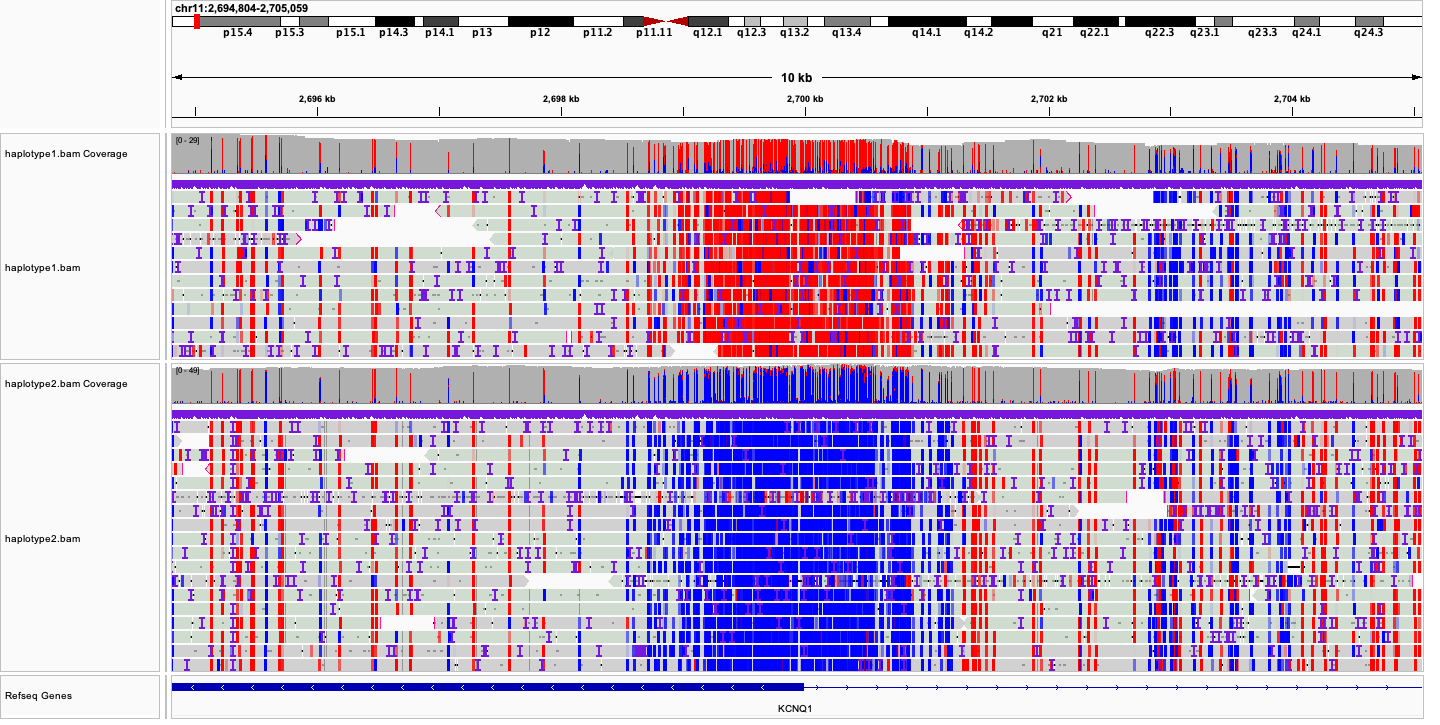 chr11:2,694,804-2,705,059
p15.4 p15.3 p15.1 p14.3 p14.1 p13 p12 p11.2 p11.11 q12.1 q12.3 q13.2 q13.4 q14.1 q14.2 q21 q22.1 q22.3 q23.1 q23.3 q24.1 q24.3
10 kb
2,696 kb 2,698 kb 2,700 kb 2,702 kb 2,704 kb
[0 - 29]
haplotype1.bam Coverage
haplotype1.bam
[0 - 49]
haplotype2.bam Coverage
haplotype2.bam
Refseq Genes
KCNQ1